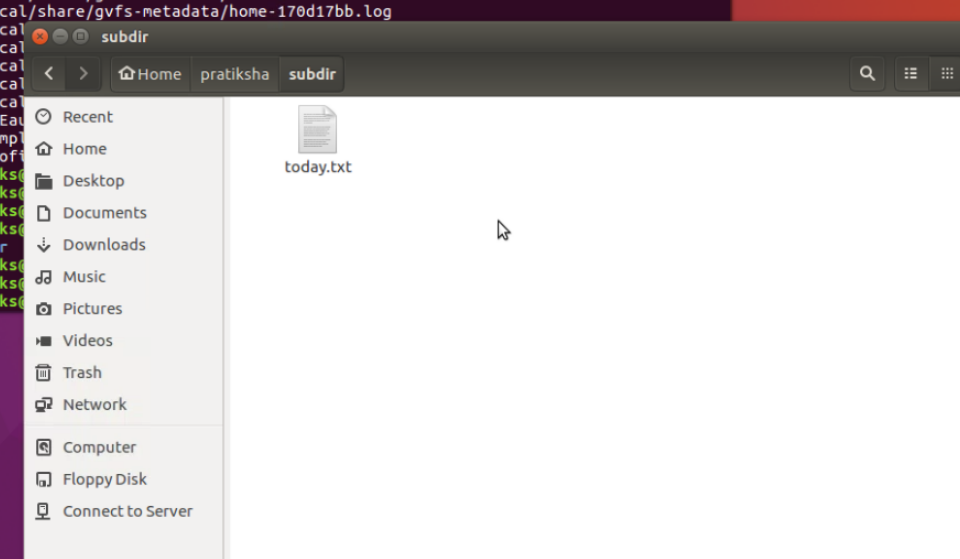 cal/share/gvfs-metadata/home-170d17bb.log
subdir
Home pratiksha subdir
Recent
Home
Desktop
Documents
Downloads
Music
Pictures
Videos
Trash
Network
Computer
Floppy Disk
Connect to Server
today.txt
cal
cal
cal
cal
cal
Eau
mpl
ofi
ks@
ks@
ks@
ks@
r
ks@
ks@
ks@